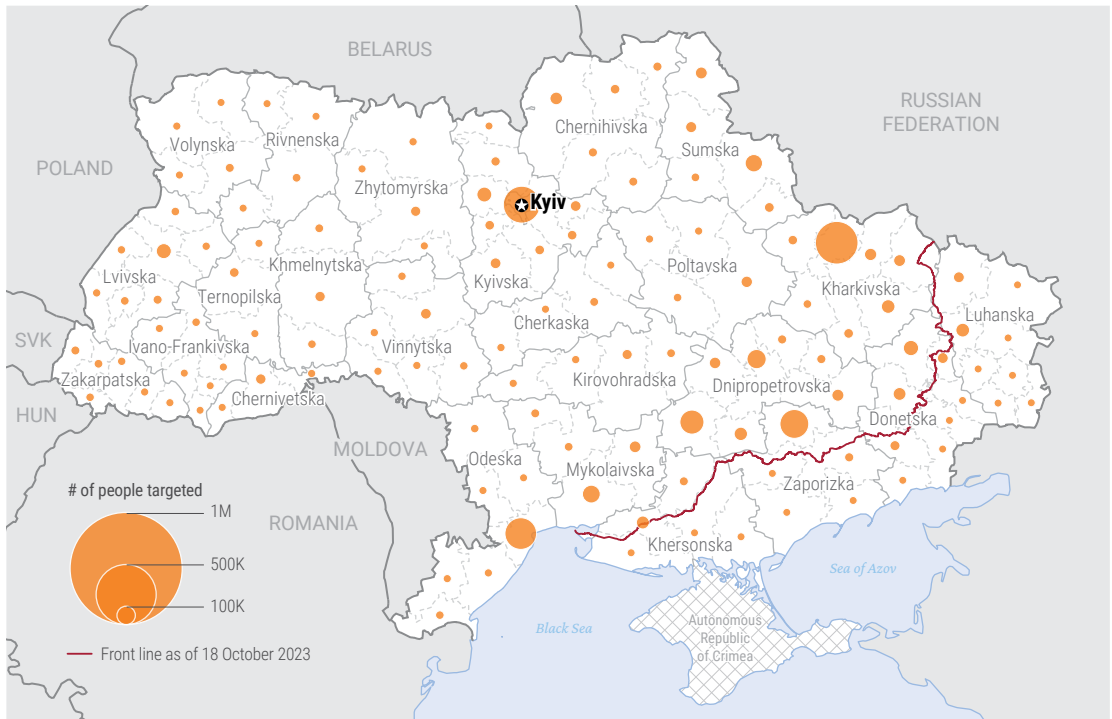 BELARUS
RUSSIAN
FEDERATION
POLAND
Volynska
Rivnenska
Chernihivska
Sumska
Zhytomyrska
Kyiv
Lvivska
Khmelnytska
Ternopilska
Kyivska
Poltavska
Kharkivska
Luhanska
SVK
Ivano-Frankivska
Vinnytska
Cherkaska
Zakarpatska
Chernivetska
Kirovohradska
Dnipropetrovska
HUN
Donetska
MOLDOVA
Odeska
Mykolaivska
Zaporizka
ROMANIA
Khersonska
# of people targeted
1M
500K
100K
Front line as of 18 October 2023
Sea of Azov
Black Sea
Autonomous
Republic
of Crimea